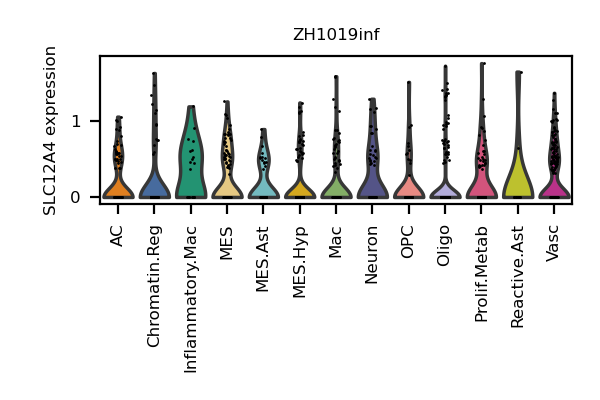 ZH1019inf
SLC12A4 expression
1
0
AC
Chromatin.Reg
Inflammatory.Mac
MES
MES.Ast
MES.Hyp
Mac
Neuron
OPC
Oligo
Prolif.Metab
Reactive.Ast
Vasc